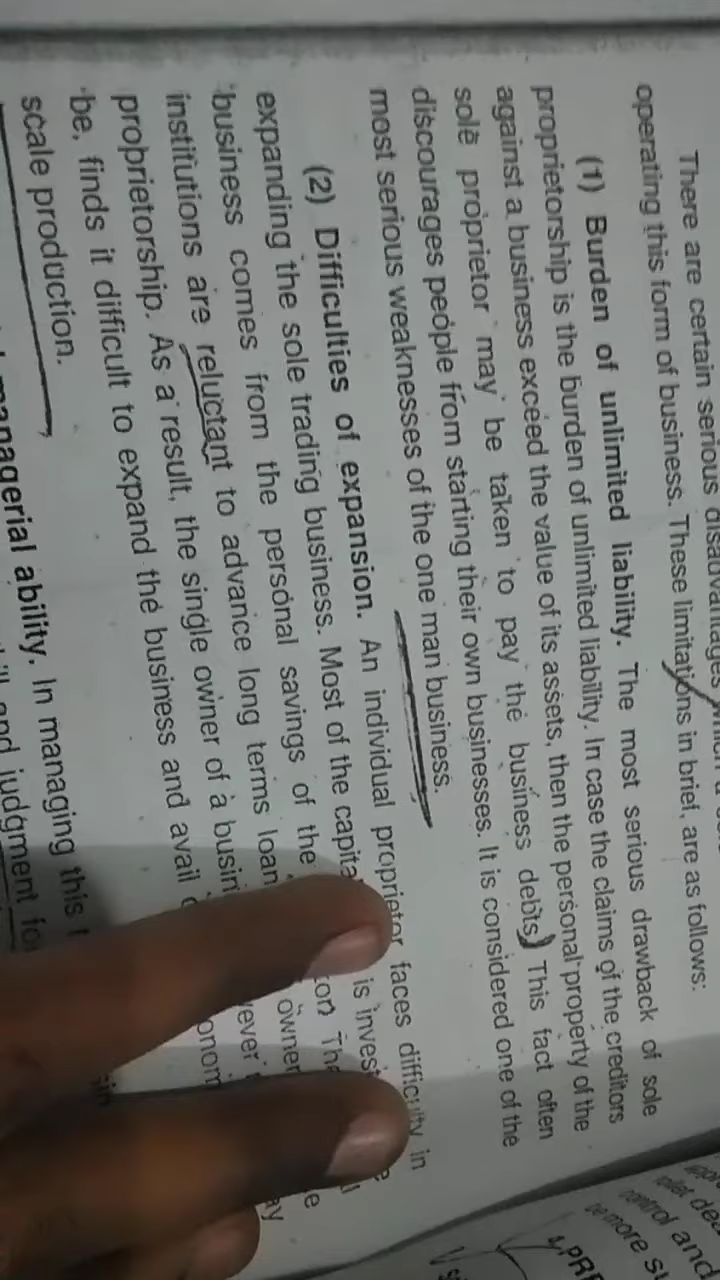 There are certain serious disadvantages
operating this form of business. These limitations in brief, are as follows:
(1) Burden of unlimited liability. The most serious drawback of sole
proprietorship is the burden of unlimited liability. In case the claims of the creditors
against a business exceed the value of its assets, then the personal property of the
sole proprietor may be taken to pay the business debts) This fact often
discourages people from starting their own businesses. It is considered one of the
most serious weaknesses of the one man business.
(2) Difficulties of expansion. An individual proprietor faces difficulty in
expanding the sole trading business. Most of the capital is
business comes from the personal savings of the
institutions are reluctant to advance long terms loan owner
proprietorship. As a result, the single owner of a
be, finds it difficult to expand the business and avail
scale production.
managerial ability. In managing this
and judgment
control and
more